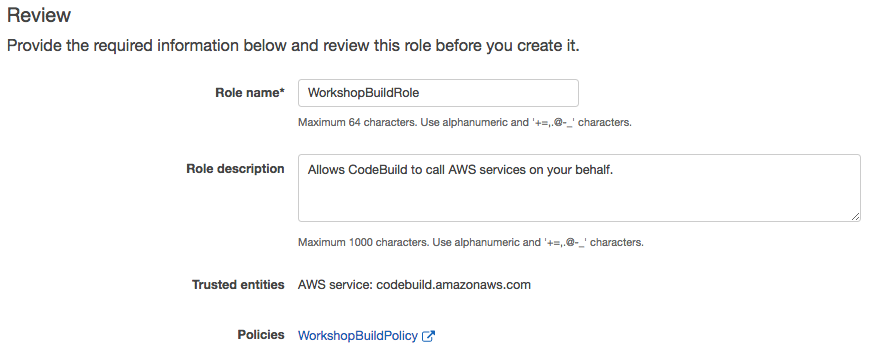 Review
Provide the required information below and review this role before you create it.
Role name* WorkshopBuildRole
Maximum 64 characters. Use alphanumeric and '+=,.@-_' characters.
Role description Allows CodeBuild to call AWS services on your behalf.
Maximum 1000 characters. Use alphanumeric and '+=,.@-_' characters.
Trusted entities AWS service: codebuild.amazonaws.com
Policies WorkshopBuildPolicy